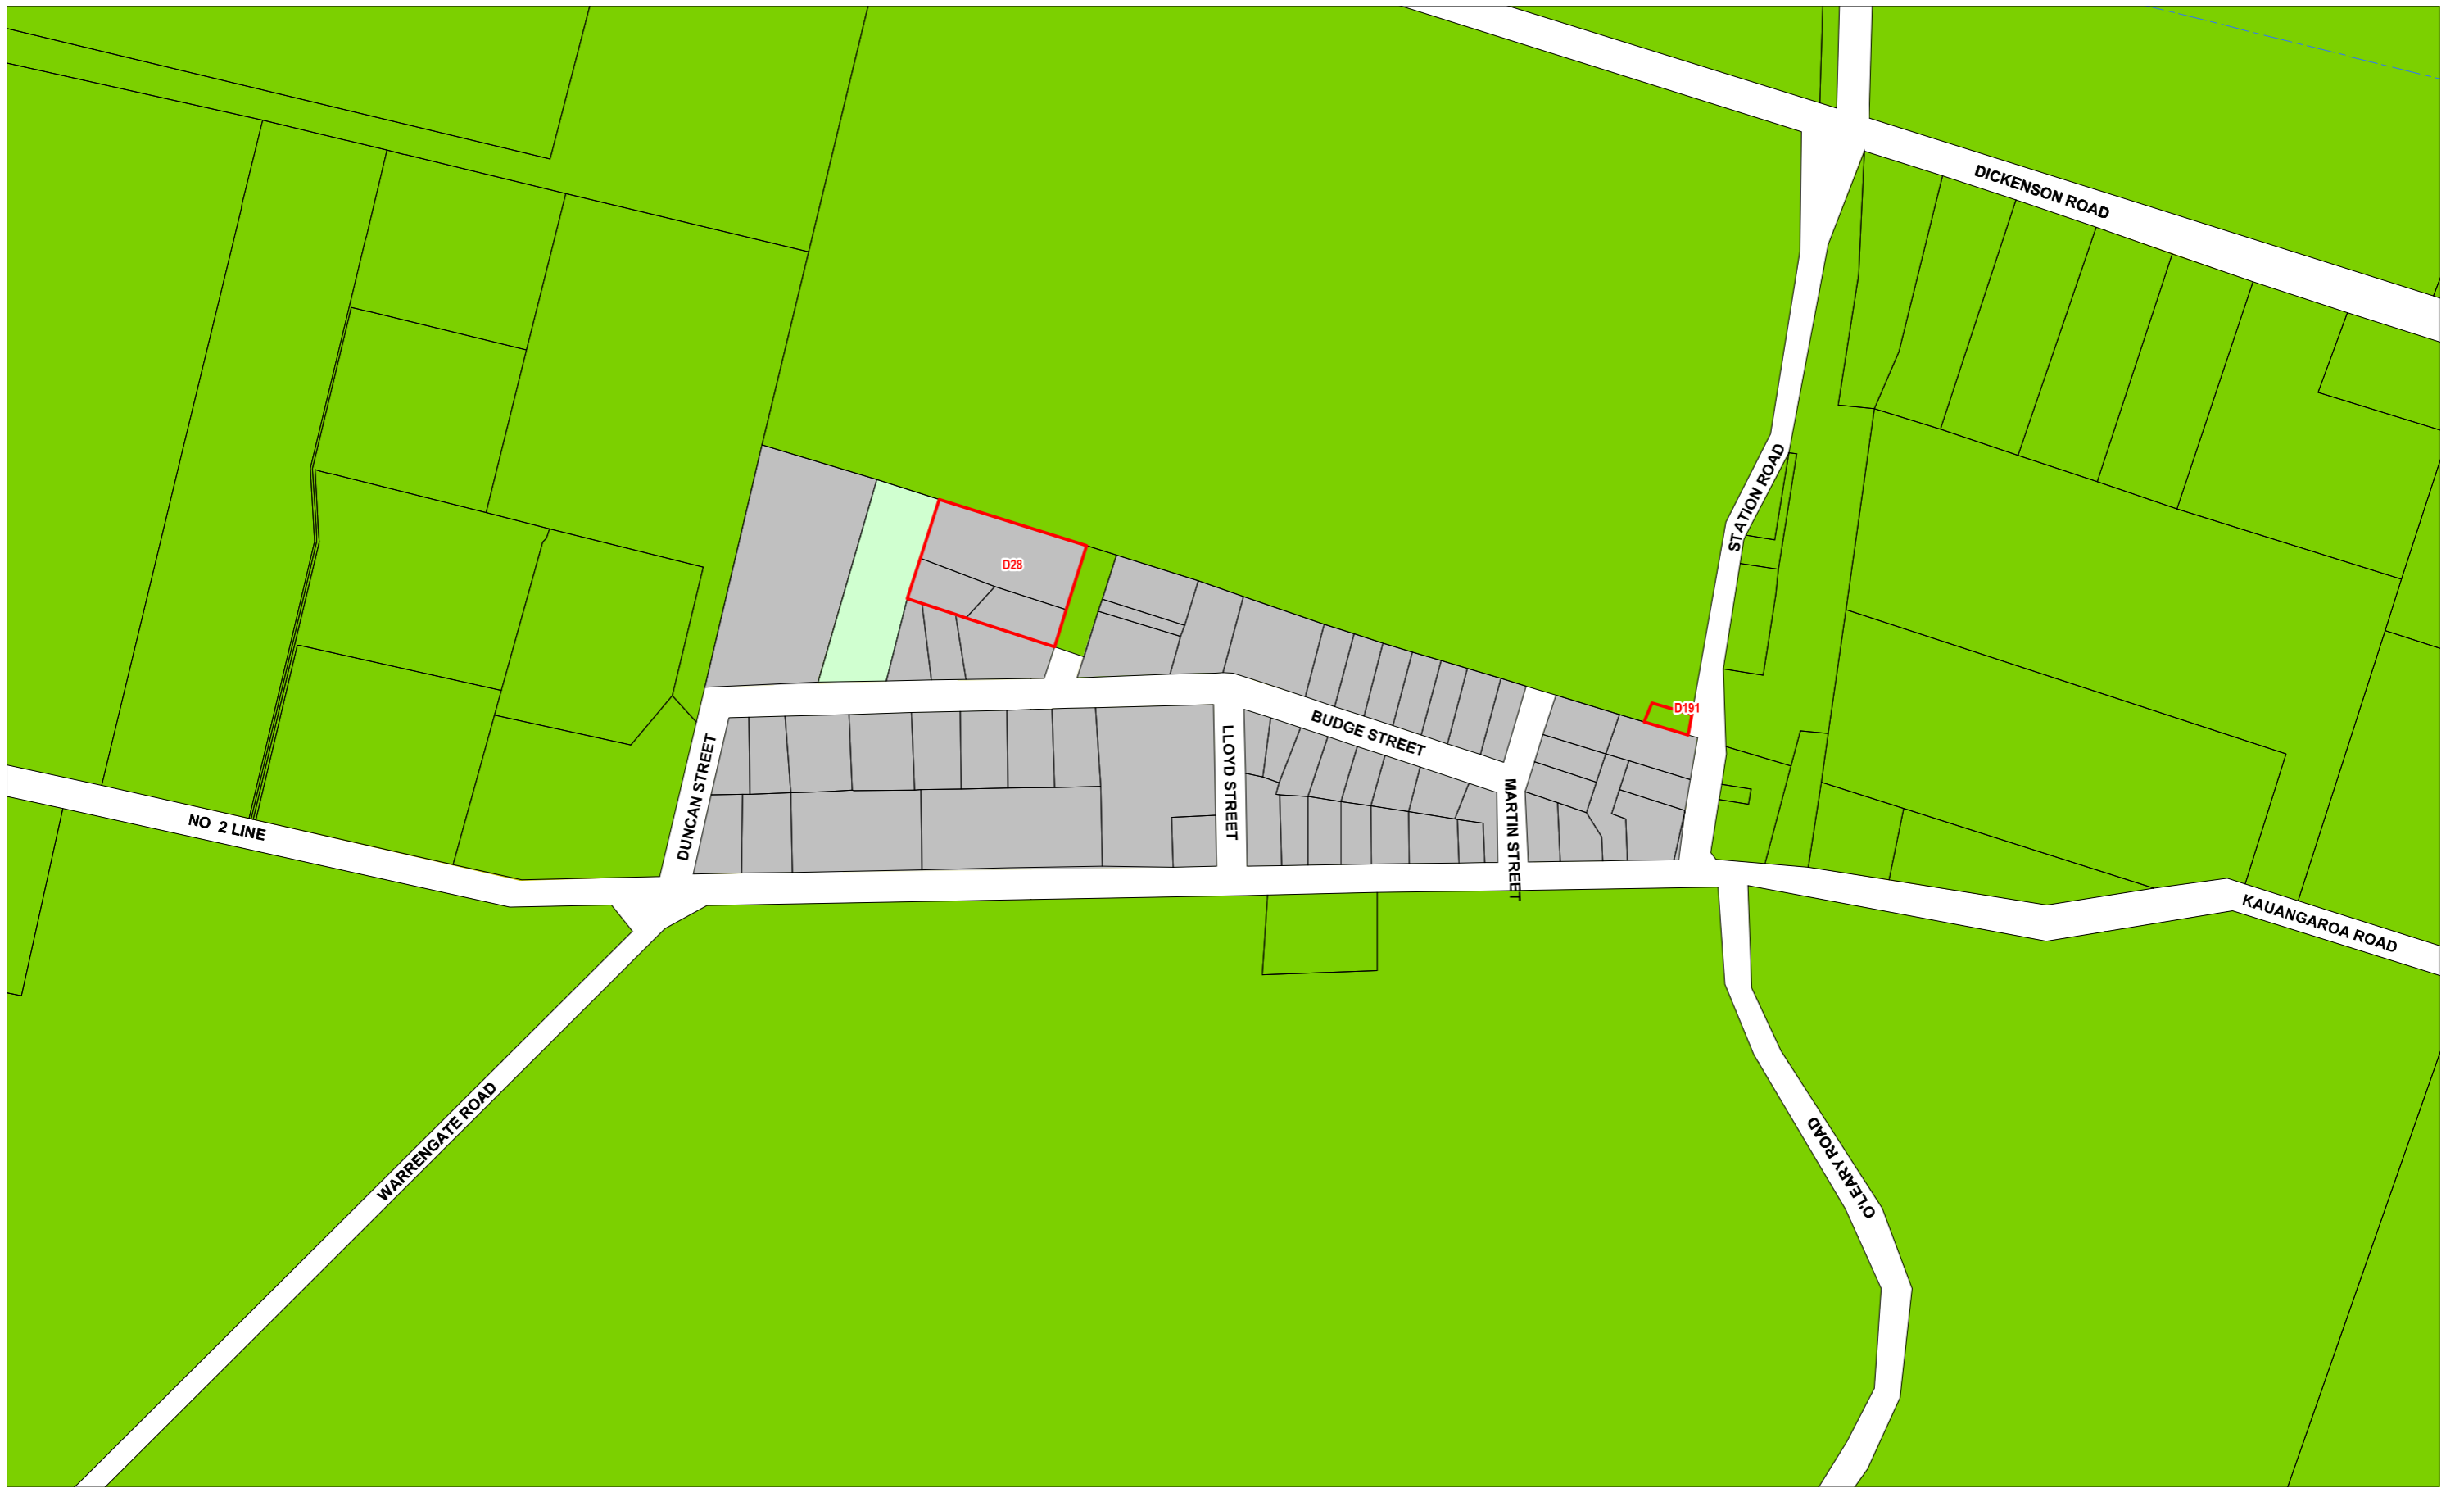 DICKENSON ROAD
STATION ROAD
D28
D191
BUDGE STREET
LLOYD STREET
DUNCAN STREET
MARTIN STREET
NO 2 LINE
KAUANGAROA ROAD
WARRENGATE ROAD
O'LEARY ROAD